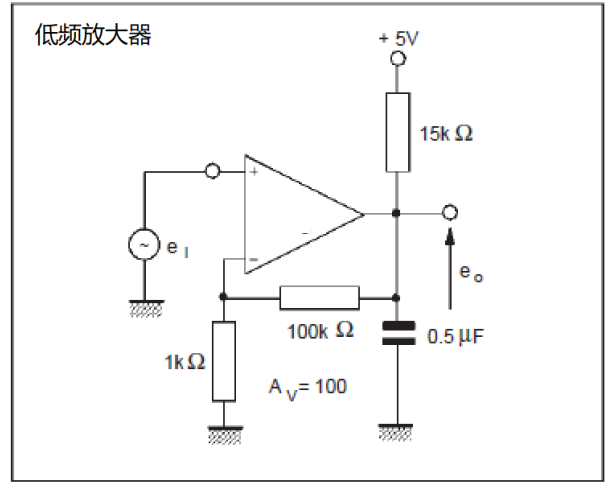 低频放大器
+ 5V
15k Ω
+
-
~
e I
−
e o
100k Ω
0.5 μF
1k Ω
A V = 100